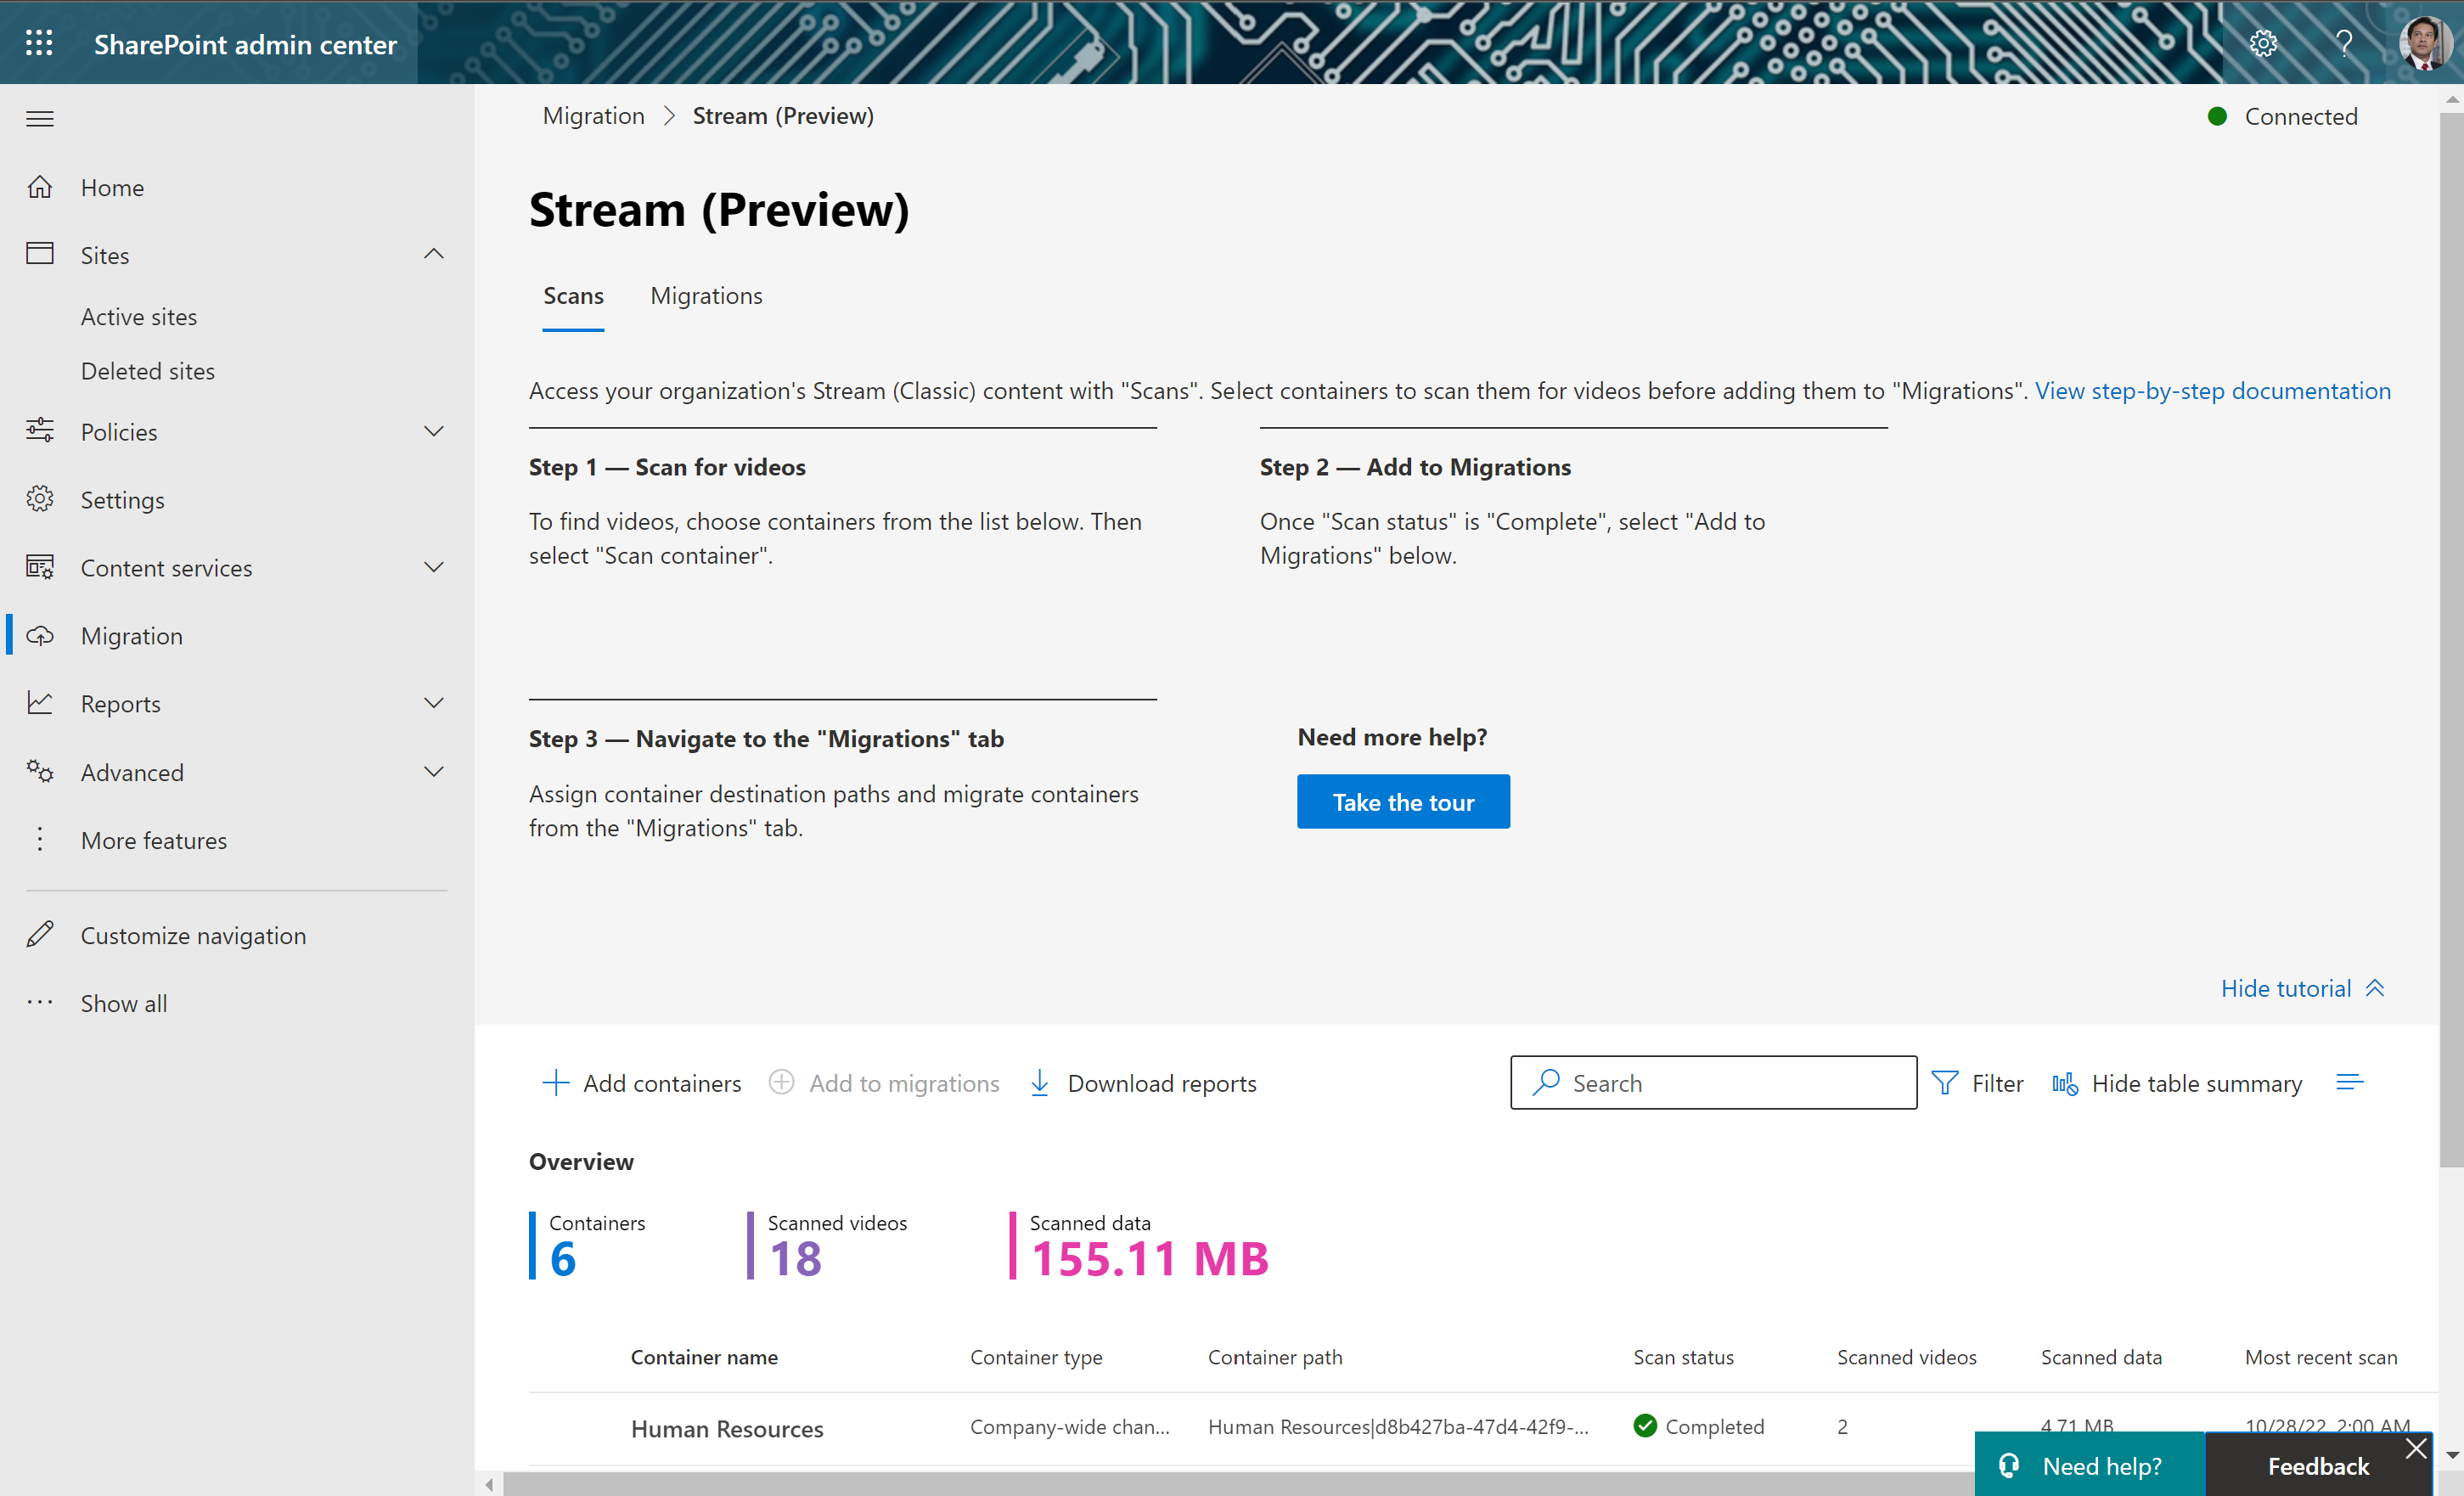 SharePoint admin center
Home
Sites
Active sites
Deleted sites
Policies
Settings
Content services
Migration
Reports
Advanced
More features
Customize navigation
Show all
Migration > Stream (Preview)
Connected
Stream (Preview)
Scans Migrations
Access your organization's Stream (Classic) content with "Scans". Select containers to scan them for videos before adding them to "Migrations". View step-by-step documentation
Step 1 — Scan for videos
To find videos, choose containers from the list below. Then
select "Scan container".
Step 2 — Add to Migrations
Once "Scan status" is "Complete", select "Add to
Migrations" below.
Step 3 — Navigate to the "Migrations" tab
Assign container destination paths and migrate containers
from the "Migrations" tab.
Need more help?
Take the tour
Hide tutorial
Add containers Add to migrations Download reports Search Filter Hide table summary
Overview
Containers
6
Scanned videos
18
Scanned data
155.11 MB
Container name Container type Container path Scan status Scanned videos Scanned data Most recent scan
Human Resources Company-wide chan... Human Resources|d8b427ba-47d4-42f9-... Completed 2 4.71 MB 10/28/22, 2:00 AM
Need help?
Feedback